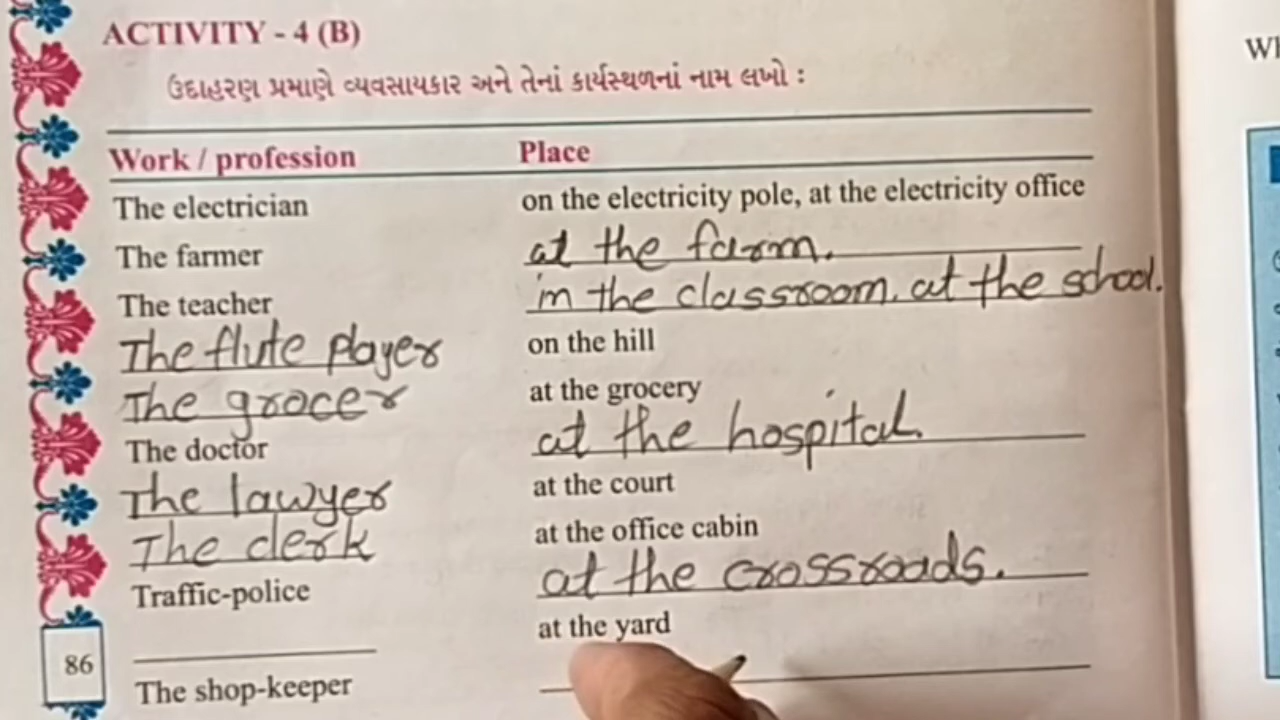 ACTIVITY - 4 (B)
ઉદાહરણ પ્રમાણે વ્યવસાયકાર અને તેનાં કાર્યસ્થળનાં નામ લખો :
Work / profession Place
The electrician on the electricity pole, at the electricity office
The farmer at the farm.
The teacher in the classroom, at the school.
The flute player on the hill
The grocer at the grocery
The doctor at the hospital.
The lawyer at the court
The clerk at the office cabin
Traffic-police at the crossroads.
at the yard
The shop-keeper
86